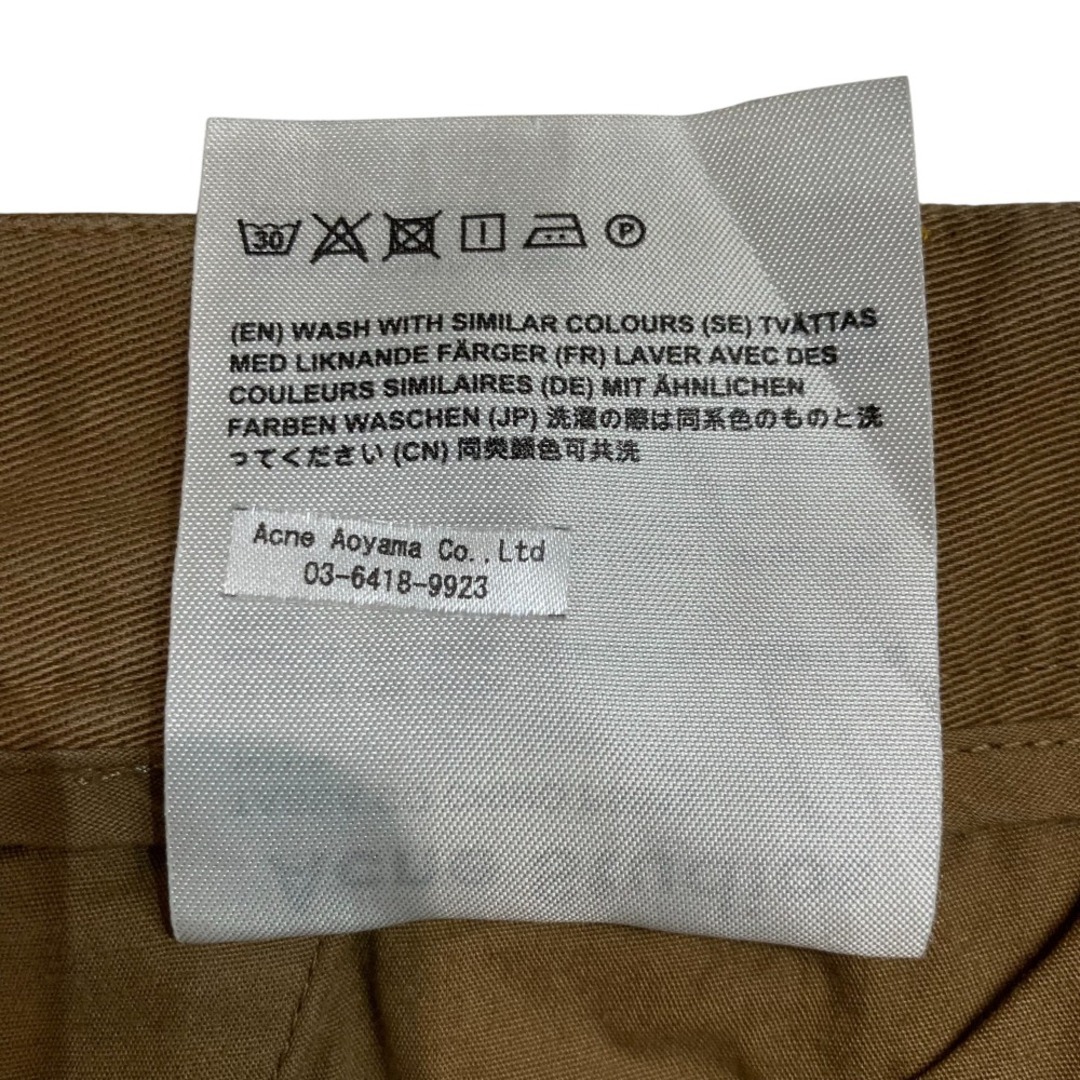 30 P
(EN) WASH WITH SIMILAR COLOURS (SE) TVÄTTAS
MED LIKNANDE FÄRGER (FR) LAVER AVEC DES
COULEURS SIMILAIRES (DE) MIT ÄHNLICHEN
FARBEN WASCHEN (JP) 洗濯の際は同系色のものと洗
ってください (CN) 同类颜色可共洗
Acne Aoyama Co.,Ltd
03-6418-9923